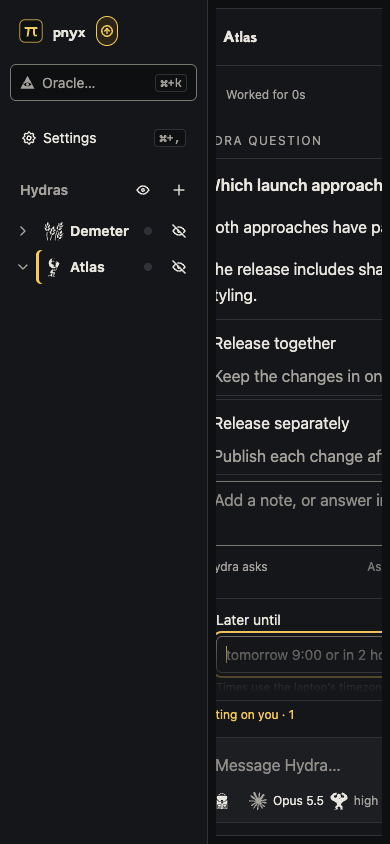 pnyx
Atlas
Oracle...
⌘+k
Worked for 0s
Settings
⌘+,
DRA QUESTION
Hydras
Which launch approach
oth approaches have pa
Demeter
Atlas
he release includes sha
tyling.
Release together
Keep the changes in on
Release separately
Publish each change af
Add a note, or answer in
ydra asks
As
Later until
tomorrow 9:00 or in 2 ho
Times use the laptop's timezon
ting on you · 1
Message Hydra...
Opus 5.5
high